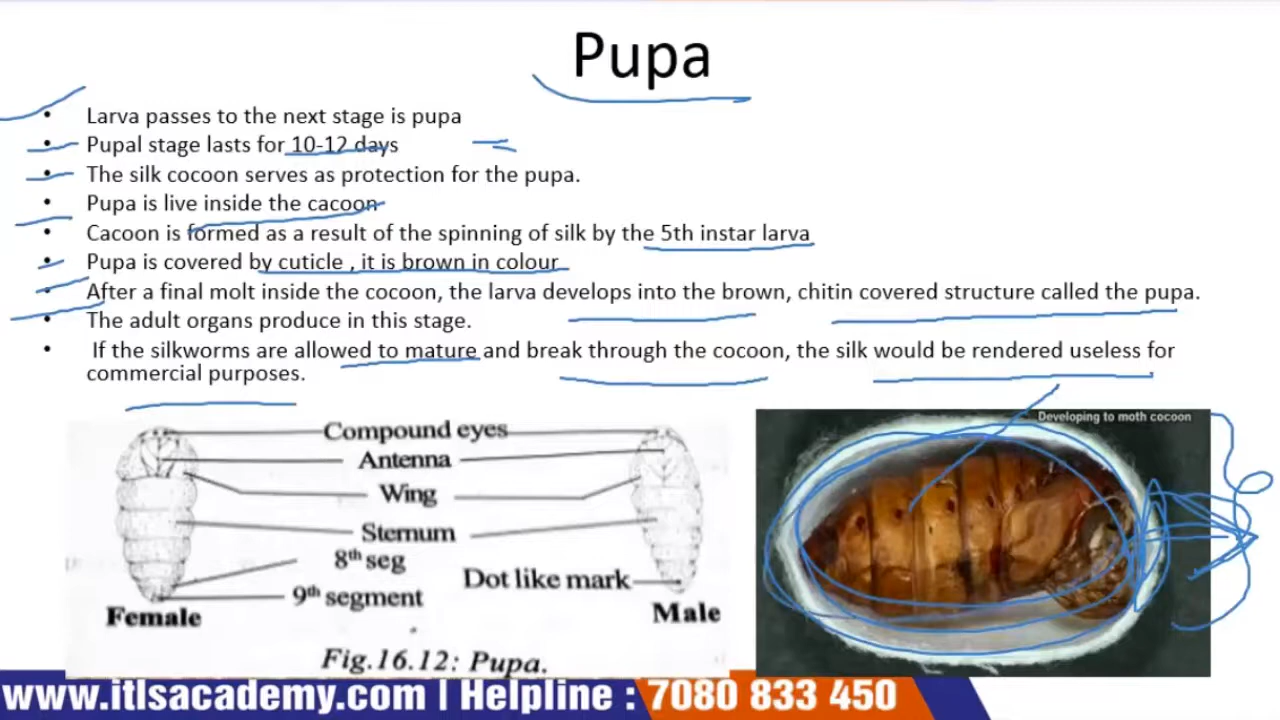 Pupa
• Larva passes to the next stage is pupa
• Pupal stage lasts for 10-12 days
• The silk cocoon serves as protection for the pupa.
• Pupa is live inside the cacoon
• Cacoon is formed as a result of the spinning of silk by the 5th instar larva
• Pupa is covered by cuticle , it is brown in colour
• After a final molt inside the cocoon, the larva develops into the brown, chitin covered structure called the pupa.
• The adult organs produce in this stage.
• If the silkworms are allowed to mature and break through the cocoon, the silk would be rendered useless for
commercial purposes.
Compound eyes
Antenna
Wing
Sternum
8th seg
9th segment
Dot like mark
Female
Male
Fig.16.12: Pupa.
Developing to moth cocoon
www.itlsacademy.com | Helpline : 7080 833 450